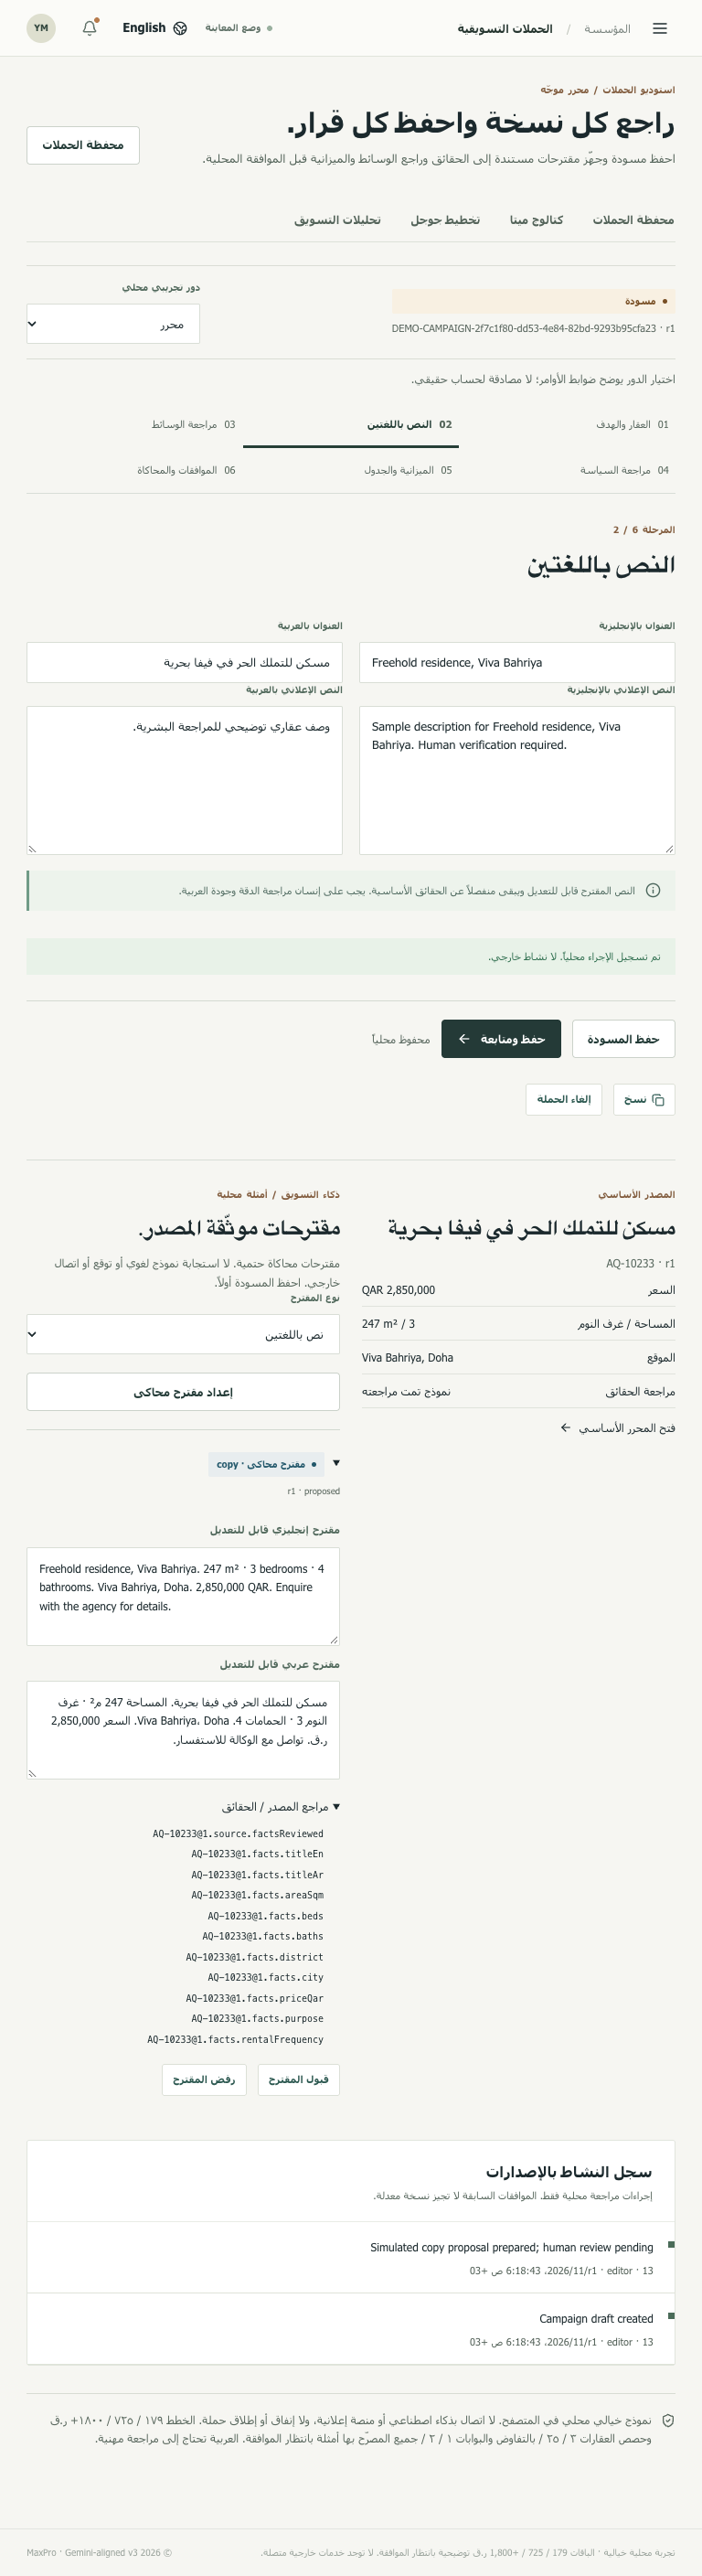 المؤسسة / الحملات التسويقية
وضع المعاينة
English
YM
استوديو الحملات / محرر موجّه
راجع كل نسخة واحفظ كل قرار.
احفظ مسودة وجهّز مقترحات مستندة إلى الحقائق وراجع الوسائط والميزانية قبل الموافقة المحلية.
محفظة الحملات
محفظة الحملات
كتالوج ميتا
تخطيط جوجل
تحليلات التسويق
مسودة
DEMO-CAMPAIGN-2f7c1f80-dd53-4e84-82bd-9293b95cfa23 · r1
دور تجريبي محلي
محرر
اختيار الدور يوضح ضوابط الأوامر؛ لا مصادقة لحساب حقيقي.
01 العقار والهدف
02 النص باللغتين
03 مراجعة الوسائط
04 مراجعة السياسة
05 الميزانية والجدول
06 الموافقات والمحاكاة
المرحلة 6 / 2
النص باللغتين
العنوان بالإنجليزية
Freehold residence, Viva Bahriya
العنوان بالعربية
مسكن للتملك الحر في فيفا بحرية
النص الإعلاني بالإنجليزية
Sample description for Freehold residence, Viva
Bahriya. Human verification required.
النص الإعلاني بالعربية
وصف عقاري توضيحي للمراجعة البشرية.
النص المقترح قابل للتعديل ويبقى منفصلاً عن الحقائق الأساسية. يجب على إنسان مراجعة الدقة وجودة العربية.
تم تسجيل الإجراء محلياً. لا نشاط خارجي.
حفظ المسودة
حفظ ومتابعة
محفوظ محلياً
نسخ
إلغاء الحملة
المصدر الأساسي
مسكن للتملك الحر في فيفا بحرية
AQ-10233 · r1
السعر QAR 2,850,000
المساحة / غرف النوم 247 m² / 3
الموقع Viva Bahriya, Doha
مراجعة الحقائق نموذج تمت مراجعته
فتح المحرر الأساسي
ذكاء التسويق / أمثلة محلية
مقترحات موثّقة المصدر.
مقترحات محاكاة حتمية. لا استجابة نموذج لغوي أو توقع أو اتصال
خارجي. احفظ المسودة أولاً.
نوع المقترح
نص باللغتين
إعداد مقترح محاكى
مقترح محاكى · copy
r1 · proposed
مقترح إنجليزي قابل للتعديل
Freehold residence, Viva Bahriya. 247 m² · 3 bedrooms · 4
bathrooms. Viva Bahriya, Doha. 2,850,000 QAR. Enquire
with the agency for details.
مقترح عربي قابل للتعديل
مسكن للتملك الحر في فيفا بحرية. المساحة 247 م² · غرف
النوم 3 · الحمامات 4. Viva Bahriya، Doha. السعر 2,850,000
ر.ق. تواصل مع الوكالة للاستفسار.
مراجع المصدر / الحقائق
AQ-10233@1.source.factsReviewed
AQ-10233@1.facts.titleEn
AQ-10233@1.facts.titleAr
AQ-10233@1.facts.areaSqm
AQ-10233@1.facts.beds
AQ-10233@1.facts.baths
AQ-10233@1.facts.district
AQ-10233@1.facts.city
AQ-10233@1.facts.priceQar
AQ-10233@1.facts.purpose
AQ-10233@1.facts.rentalFrequency
قبول المقترح
رفض المقترح
سجل النشاط بالإصدارات
إجراءات مراجعة محلية فقط. الموافقات السابقة لا تجيز نسخة معدلة.
Simulated copy proposal prepared; human review pending
r1 · editor · 13/11/2026، 6:18:43 ص +03
Campaign draft created
r1 · editor · 13/11/2026، 6:18:43 ص +03
نموذج خيالي محلي في المتصفح. لا اتصال بذكاء اصطناعي أو منصة إعلانية، ولا إنفاق أو إطلاق حملة. الخطط ١٧٩ / ٧٢٥ / ١٨٠٠+ ر.ق
وحصص العقارات ٣ / ٢٥ / بالتفاوض والبوابات ١ / ٢ / جميع المصرّح بها أمثلة بانتظار الموافقة. العربية تحتاج إلى مراجعة مهنية.
تجربة محلية خيالية · الباقات 179 / 725 / 1,800+ ر.ق توضيحية بانتظار الموافقة. لا توجد خدمات خارجية متصلة.
© 2026 MaxPro · Gemini-aligned v3